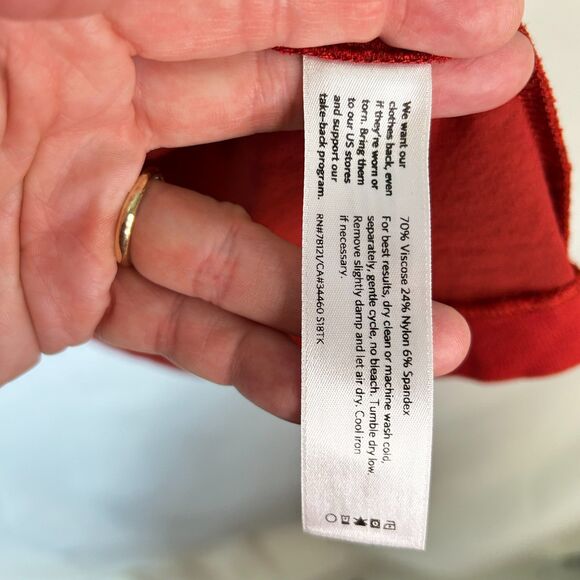 We want our
clothes back, even
if they're worn or
torn. Bring them
to our US stores
and support our
take-back program.
70% Viscose 24% Nylon 6% Spandex
For best results, dry clean or machine wash cold,
separately, gentle cycle, no bleach. Tumble dry low.
Remove slightly damp and let air dry. Cool iron
if necessary.
RN#78121/CA#34460 S18TK